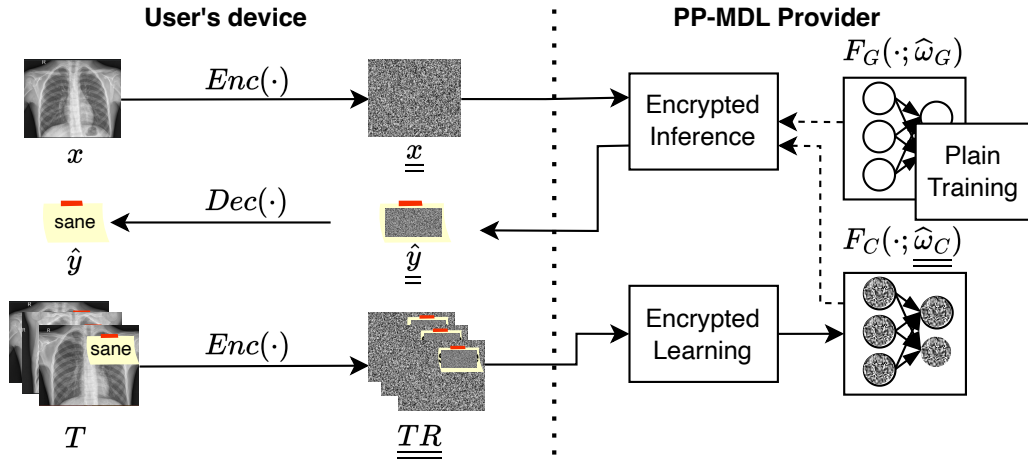 User's device
PP-MDL Provider
R
x
Enc(·)
x
Encrypted
Inference
F_G(·; ω̂_G)
Plain
Training
sane
ŷ
Dec(·)
ŷ
F_C(·; ω̂_C)
R
sane
T
Enc(·)
TR
Encrypted
Learning